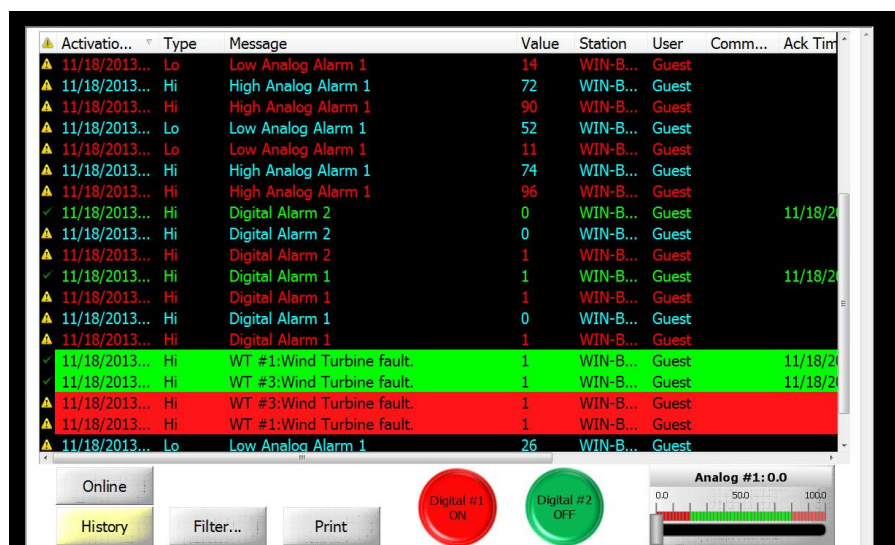 Activatio... Type Message Value Station User Comm... Ack Tim
11/18/2013... Lo Low Analog Alarm 1 14 WIN-B... Guest
11/18/2013... Hi High Analog Alarm 1 72 WIN-B... Guest
11/18/2013... Hi High Analog Alarm 1 90 WIN-B... Guest
11/18/2013... Lo Low Analog Alarm 1 52 WIN-B... Guest
11/18/2013... Lo Low Analog Alarm 1 11 WIN-B... Guest
11/18/2013... Hi High Analog Alarm 1 74 WIN-B... Guest
11/18/2013... Hi High Analog Alarm 1 96 WIN-B... Guest
11/18/2013... Hi Digital Alarm 2 0 WIN-B... Guest 11/18/20
11/18/2013... Hi Digital Alarm 2 0 WIN-B... Guest
11/18/2013... Hi Digital Alarm 2 1 WIN-B... Guest
11/18/2013... Hi Digital Alarm 1 1 WIN-B... Guest 11/18/20
11/18/2013... Hi Digital Alarm 1 1 WIN-B... Guest
11/18/2013... Hi Digital Alarm 1 0 WIN-B... Guest
11/18/2013... Hi Digital Alarm 1 1 WIN-B... Guest
11/18/2013... Hi WT #1:Wind Turbine fault. 1 WIN-B... Guest 11/18/20
11/18/2013... Hi WT #3:Wind Turbine fault. 1 WIN-B... Guest 11/18/20
11/18/2013... Hi WT #3:Wind Turbine fault. 1 WIN-B... Guest
11/18/2013... Hi WT #1:Wind Turbine fault. 1 WIN-B... Guest
11/18/2013... Lo Low Analog Alarm 1 26 WIN-B... Guest
Online
History Filter... Print
Digital #1
ON
Digital #2
OFF
Analog #1: 0.0
0.0 50.0 100.0